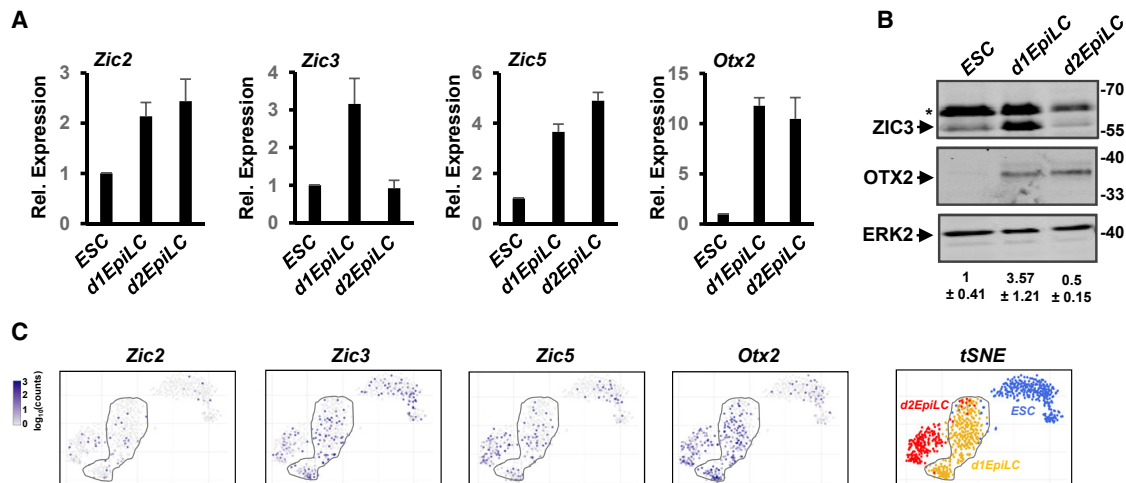 A
Zic2
Rel. Expression
3
2
1
0
ESC
d1EpiLC
d2EpiLC
Zic3
Rel. Expression
4
3
2
1
0
ESC
d1EpiLC
d2EpiLC
Zic5
Rel. Expression
6
4
2
0
ESC
d1EpiLC
d2EpiLC
Otx2
Rel. Expression
15
10
5
0
ESC
d1EpiLC
d2EpiLC
B
ESC
d1EpiLC
d2EpiLC
-70
*
ZIC3
-55
-40
OTX2
-33
ERK2
-40
1 3.57 0.5
± 0.41 ± 1.21 ± 0.15
C
Zic2
Zic3
Zic5
Otx2
tSNE
3
2
1
0
log₁₀(counts)
d2EpiLC
ESC
d1EpiLC